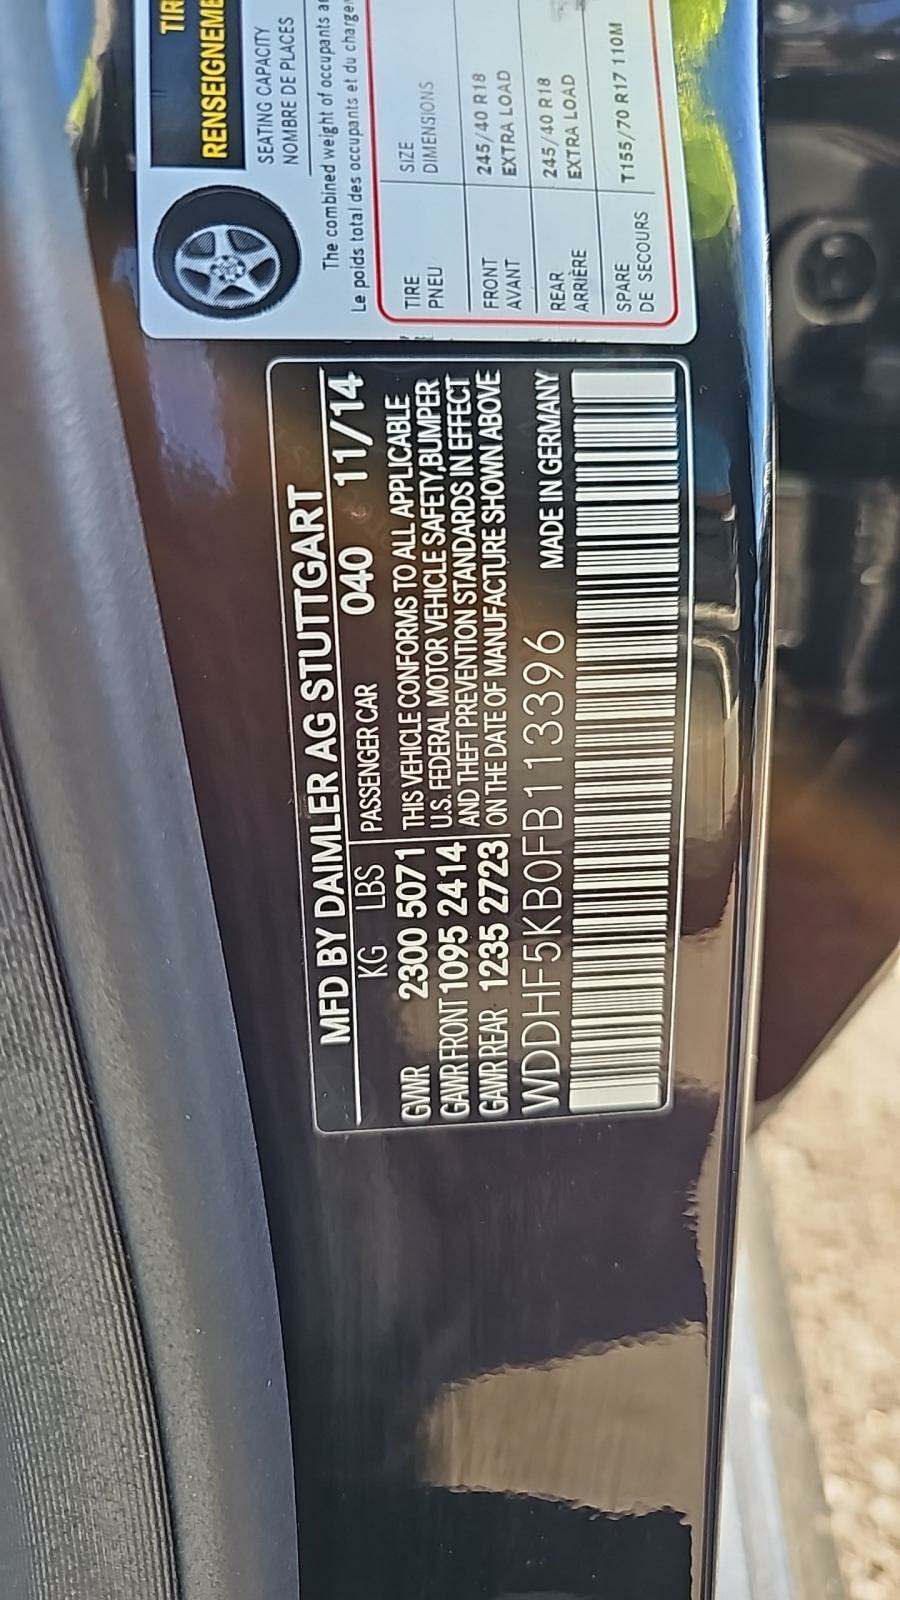 TIR
RENSEIGNEME
SEATING CAPACITY
NOMBRE DE PLACES
The combined weight of occupants
Le poids total des occupants et du charge
TIRE SIZE
PNEU DIMENSIONS
FRONT 245/40 R18
AVANT EXTRA LOAD
REAR 245/40 R18
ARRIÈRE EXTRA LOAD
SPARE T155/70 R17 110M
DE SECOURS
MFD BY DAIMLER AG STUTTGART
KG LBS PASSENGER CAR 040 11/14
GVWR 2300 5071 THIS VEHICLE CONFORMS TO ALL APPLICABLE
GAWR FRONT 1095 2414 U.S. FEDERAL MOTOR VEHICLE SAFETY,BUMPER
AND THEFT PREVENTION STANDARDS IN EFFECT
GAWR REAR 1235 2723 ON THE DATE OF MANUFACTURE SHOWN ABOVE
WDDHF5KB0FB113396 MADE IN GERMANY